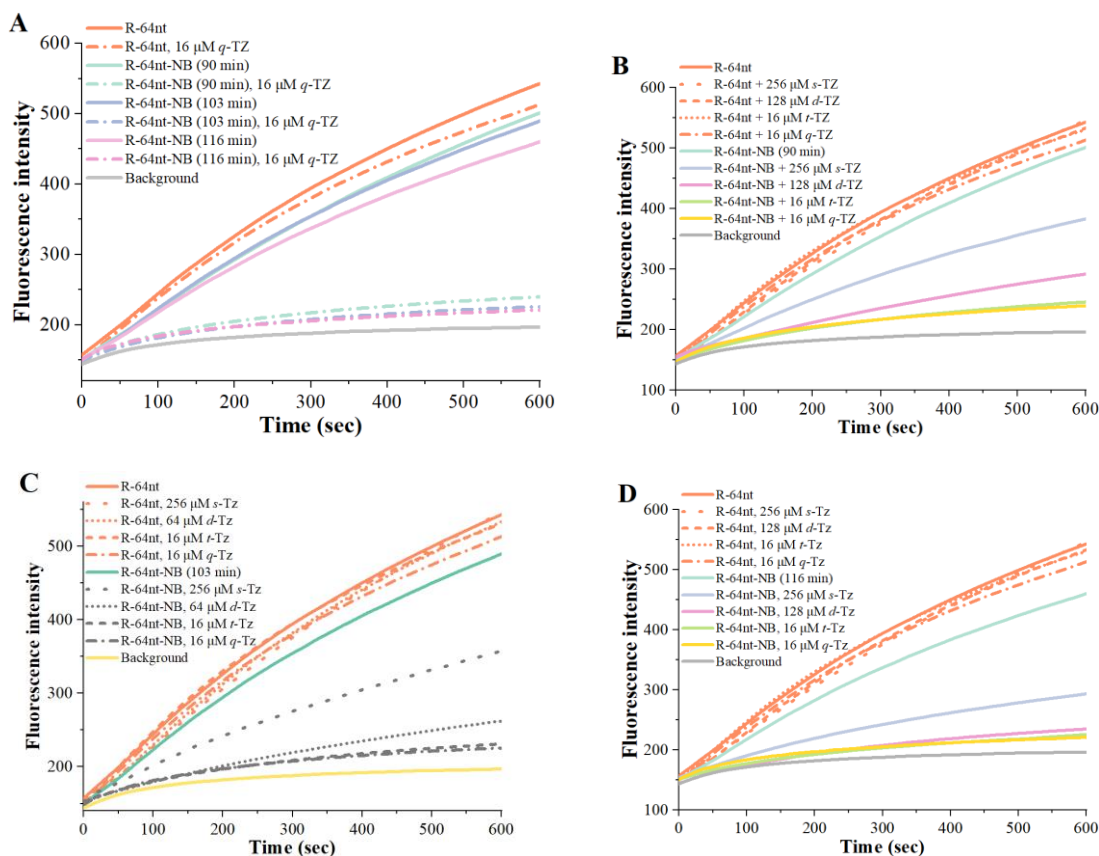 A
R-64nt
R-64nt, 16 μM q-TZ
R-64nt-NB (90 min)
R-64nt-NB (90 min), 16 μM q-TZ
R-64nt-NB (103 min)
R-64nt-NB (103 min), 16 μM q-TZ
R-64nt-NB (116 min)
R-64nt-NB (116 min), 16 μM q-TZ
Background
Fluorescence intensity
600
500
400
300
200
0 100 200 300 400 500 600
Time (sec)
B
R-64nt
R-64nt + 256 μM s-TZ
R-64nt + 128 μM d-TZ
R-64nt + 16 μM t-TZ
R-64nt + 16 μM q-TZ
R-64nt-NB (90 min)
R-64nt-NB + 256 μM s-TZ
R-64nt-NB + 128 μM d-TZ
R-64nt-NB + 16 μM t-TZ
R-64nt-NB + 16 μM q-TZ
Background
Fluorescence intensity
600
500
400
300
200
100
0 100 200 300 400 500 600
Time (sec)
C
R-64nt
R-64nt, 256 μM s-Tz
R-64nt, 64 μM d-Tz
R-64nt, 16 μM t-Tz
R-64nt, 16 μM q-Tz
R-64nt-NB (103 min)
R-64nt-NB, 256 μM s-Tz
R-64nt-NB, 64 μM d-Tz
R-64nt-NB, 16 μM t-Tz
R-64nt-NB, 16 μM q-Tz
Background
Fluorescence intensity
500
400
300
200
0 100 200 300 400 500 600
Time (sec)
D
R-64nt
R-64nt, 256 μM s-Tz
R-64nt, 128 μM d-Tz
R-64nt, 16 μM t-Tz
R-64nt, 16 μM q-Tz
R-64nt-NB (116 min)
R-64nt-NB, 256 μM s-Tz
R-64nt-NB, 128 μM d-Tz
R-64nt-NB, 16 μM t-Tz
R-64nt-NB, 16 μM q-Tz
Background
Fluorescence intensity
600
500
400
300
200
100
0 100 200 300 400 500 600
Time (sec)